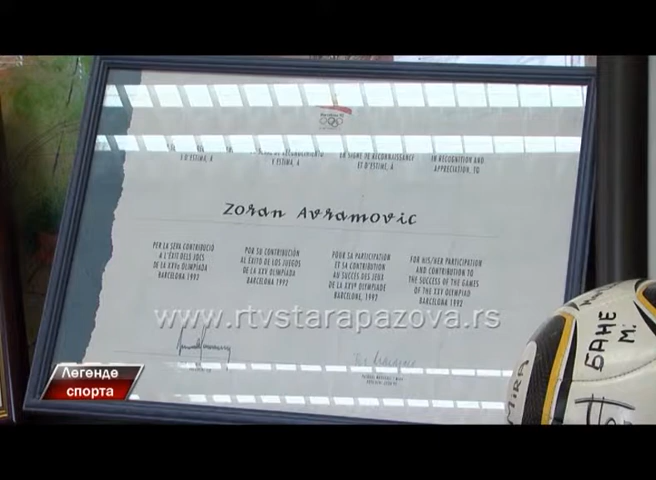 I D'ESTIMA, A
Y ESTIMA, A
EN SIGNE DE RECONNAISSANCE
ET D'ESTIME, A
IN RECOGNITION AND
APPRECIATION, TO
Zoran Avramovic
PER LA SEVA CONTRIBUCIÓ
A L'ÈXIT DELS JOCS
DE LA XXVa OLIMPÍADA
BARCELONA 1992
POR SU CONTRIBUCIÓN
AL ÉXITO DE LOS JUEGOS
DE LA XXV OLIMPIADA
BARCELONA 1992
POUR SA PARTICIPATION
ET SA CONTRIBUTION
AU SUCCÈS DES JEUX
DE LA XXVe OLYMPIADE
BARCELONA, 1992
FOR HIS/HER PARTICIPATION
AND CONTRIBUTION TO
THE SUCCESS OF THE GAMES
OF THE XXV OLYMPIAD
BARCELONA 1992
www.rtvstarapazova.rs
Легенде
спорта
MIRA
БАНЕ М.